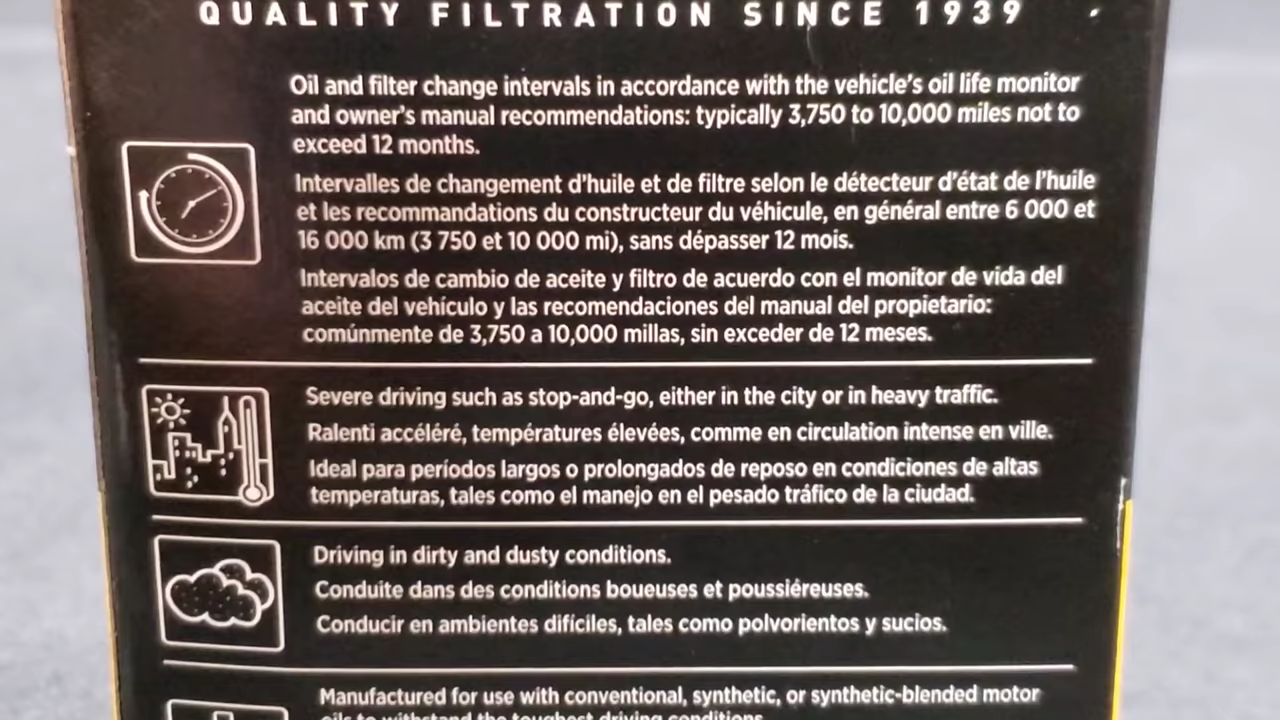 QUALITY FILTRATION SINCE 1939
Oil and filter change intervals in accordance with the vehicle's oil life monitor
and owner's manual recommendations: typically 3,750 to 10,000 miles not to
exceed 12 months.
Intervalles de changement d'huile et de filtre selon le détecteur d'état de l'huile
et les recommandations du constructeur du véhicule, en général entre 6 000 et
16 000 km (3 750 et 10 000 mi), sans dépasser 12 mois.
Intervalos de cambio de aceite y filtro de acuerdo con el monitor de vida del
aceite del vehículo y las recomendaciones del manual del propietario:
comúnmente de 3,750 a 10,000 millas, sin exceder de 12 meses.
Severe driving such as stop-and-go, either in the city or in heavy traffic.
Ralenti accéléré, températures élevées, comme en circulation intense en ville.
Ideal para períodos largos o prolongados de reposo en condiciones de altas
temperaturas, tales como el manejo en el pesado tráfico de la ciudad.
Driving in dirty and dusty conditions.
Conduite dans des conditions boueuses et poussiéreuses.
Conducir en ambientes difíciles, tales como polvorientos y sucios.
Manufactured for use with conventional, synthetic, or synthetic-blended motor
oils to withstand the toughest driving conditions.